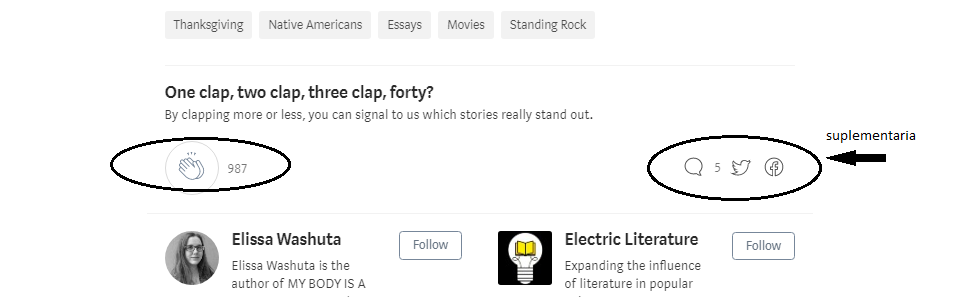 Thanksgiving Native Americans Essays Movies Standing Rock
One clap, two clap, three clap, forty?
By clapping more or less, you can signal to us which stories really stand out.
suplementaria
987
5
Elissa Washuta Follow
Elissa Washuta is the
author of MY BODY IS A
Electric Literature Follow
Expanding the influence
of literature in popular